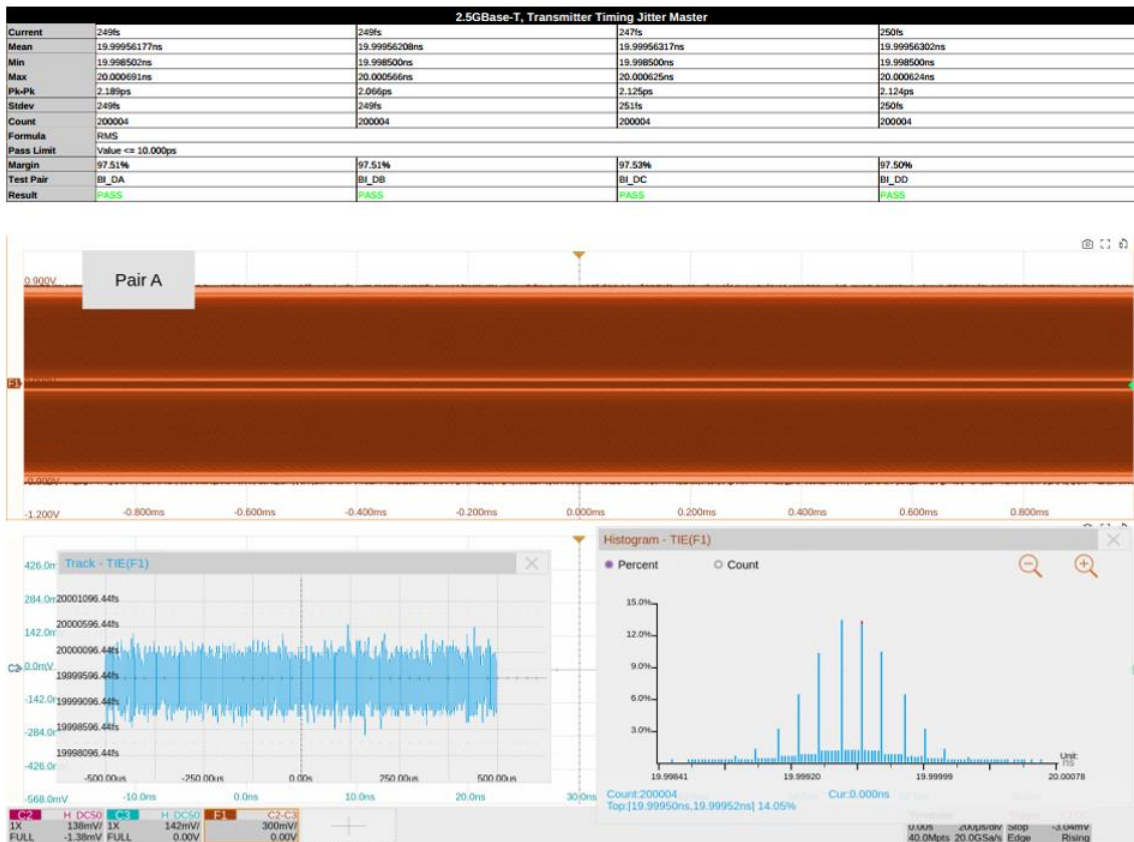 2.5GBase-T, Transmitter Timing Jitter Master
Current 249fs 249fs 247fs 250fs
Mean 19.99956177ns 19.99956208ns 19.99956317ns 19.99956302ns
Min 19.998502ns 19.998500ns 19.998500ns 19.998500ns
Max 20.000691ns 20.000566ns 20.000625ns 20.000624ns
Pk-Pk 2.189ps 2.066ps 2.125ps 2.124ps
Stdev 249fs 249fs 251fs 250fs
Count 200004 200004 200004 200004
Formula RMS
Pass Limit Value <= 10.000ps
Margin 97.51% 97.51% 97.53% 97.50%
Test Pair BI_DA BI_DB BI_DC BI_DD
Result PASS PASS PASS PASS
Pair A
0.900V
F1
-0.900V
-1.200V -0.800ms -0.600ms -0.400ms -0.200ms 0.000ms 0.200ms 0.400ms 0.600ms 0.800ms
Track - TIE(F1)
Histogram - TIE(F1)
Percent Count
426.0m
284.0m
142.0m
C2 0.0mV
-142.0m
-284.0m
-426.0m
-568.0mV
20001096.44fs
20000596.44fs
20000096.44fs
19999596.44fs
19999096.44fs
19998596.44fs
19998096.44fs
-500.00us -250.00us 0.00s 250.00us 500.00us
15.0%
12.0%
9.0%
6.0%
3.0%
Unit:
ns
19.99841 19.99920 19.99999 20.00078
Count:200004 Cur:0.000ns
Top:[19.99950ns,19.99952ns] 14.05%
-10.0ns 0.0ns 10.0ns 20.0ns 30.0ns
C2 H DC50 C3 H DC50 F1 C2-C3
1X 138mV/ 1X 142mV/ 300mV/
FULL -1.38mV FULL 0.00V 0.00V
0.00s 200µs/div Stop -3.04mV
40.0Mpts 20.0GSa/s Edge Rising